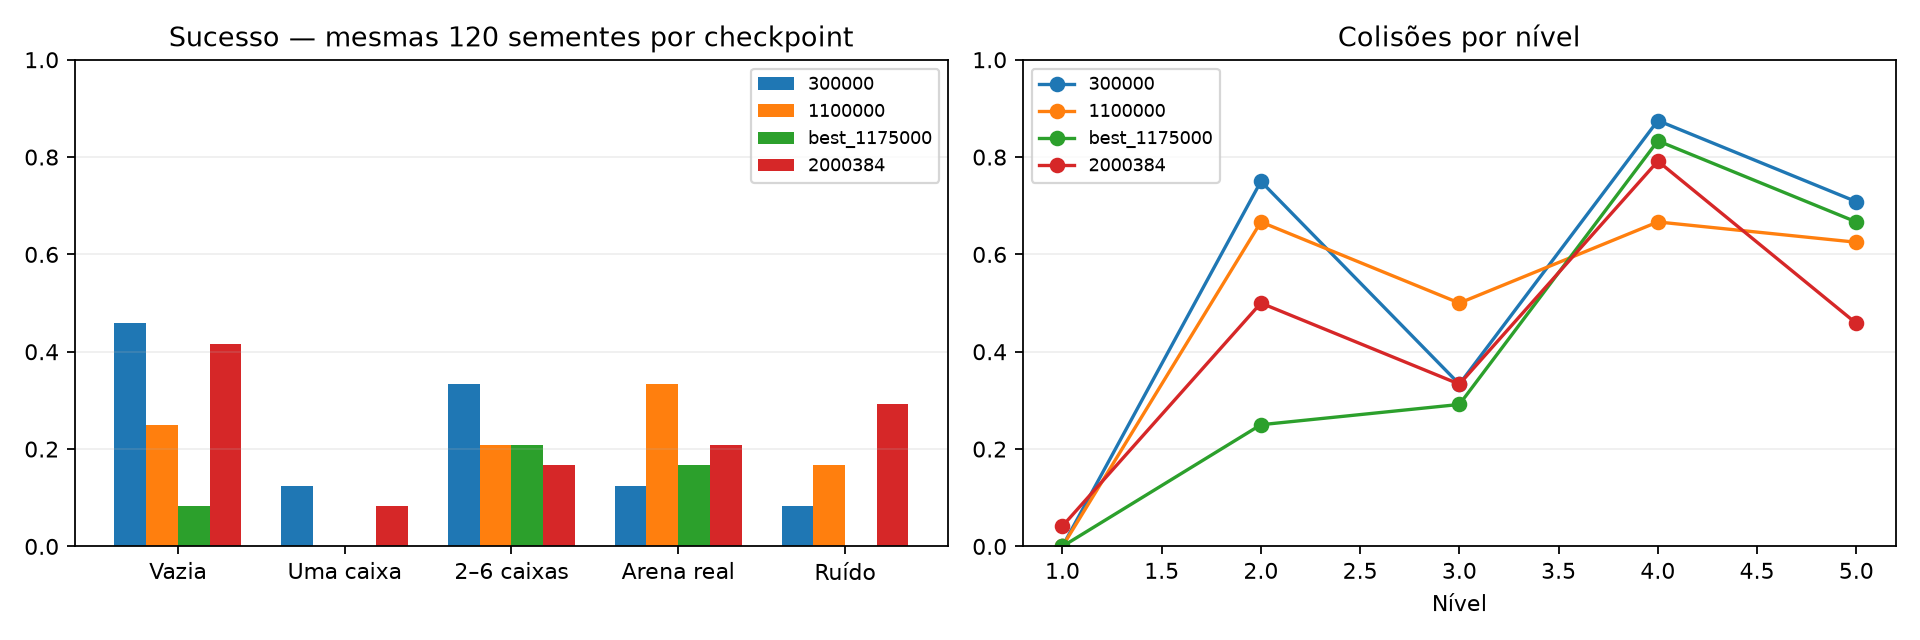 Sucesso — mesmas 120 sementes por checkpoint
1.0
0.8
0.6
0.4
0.2
0.0
300000
1100000
best_1175000
2000384
Vazia
Uma caixa
2–6 caixas
Arena real
Ruído
Colisões por nível
1.0
0.8
0.6
0.4
0.2
0.0
300000
1100000
best_1175000
2000384
1.0
1.5
2.0
2.5
3.0
3.5
4.0
4.5
5.0
Nível